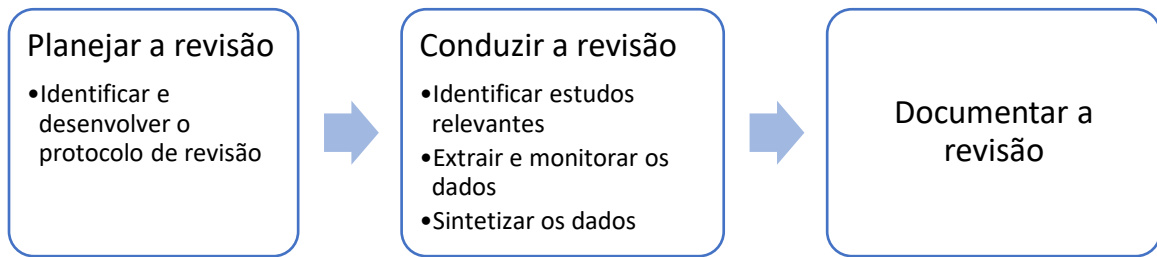 Planejar a revisão
•Identificar e
desenvolver o
protocolo de revisão
Conduzir a revisão
•Identificar estudos
relevantes
•Extrair e monitorar os
dados
•Sintetizar os dados
Documentar a
revisão